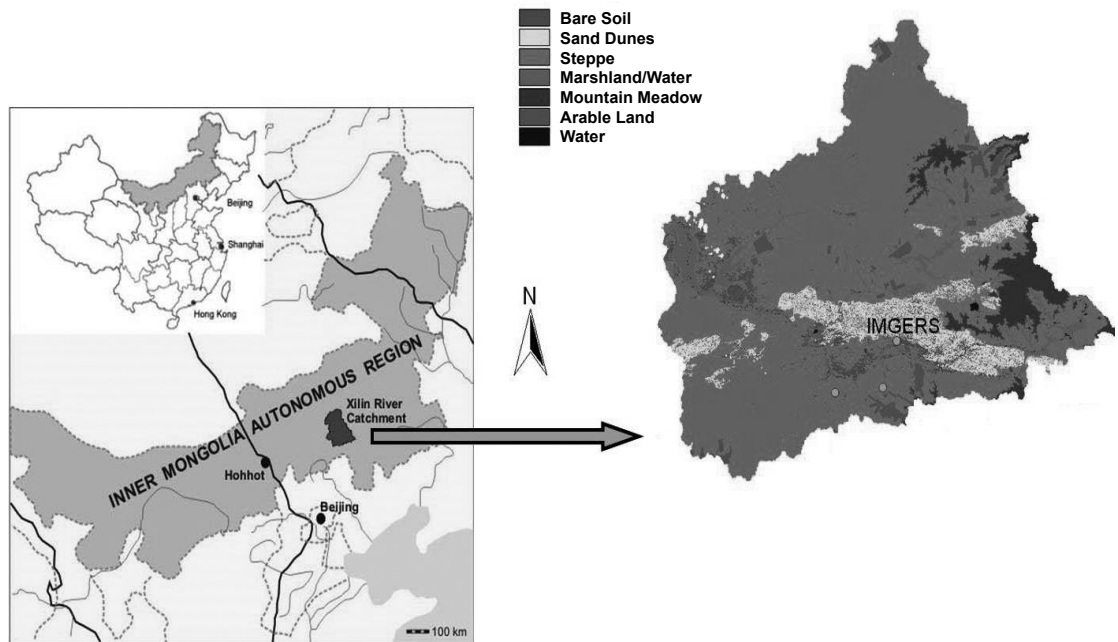 Bare Soil
Sand Dunes
Steppe
Marshland/Water
Mountain Meadow
Arable Land
Water
Beijing
Shanghai
Hong Kong
N
IMGERS
INNER MONGOLIA AUTONOMOUS REGION
Xilin River
Catchment
Hohhot
Beijing
100 km